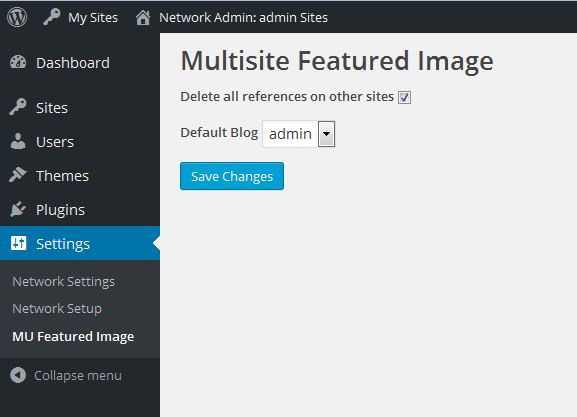 My Sites Network Admin: admin Sites
Dashboard
Sites
Users
Themes
Plugins
Settings
Network Settings
Network Setup
MU Featured Image
Collapse menu
Multisite Featured Image
Delete all references on other sites
Default Blog admin
Save Changes